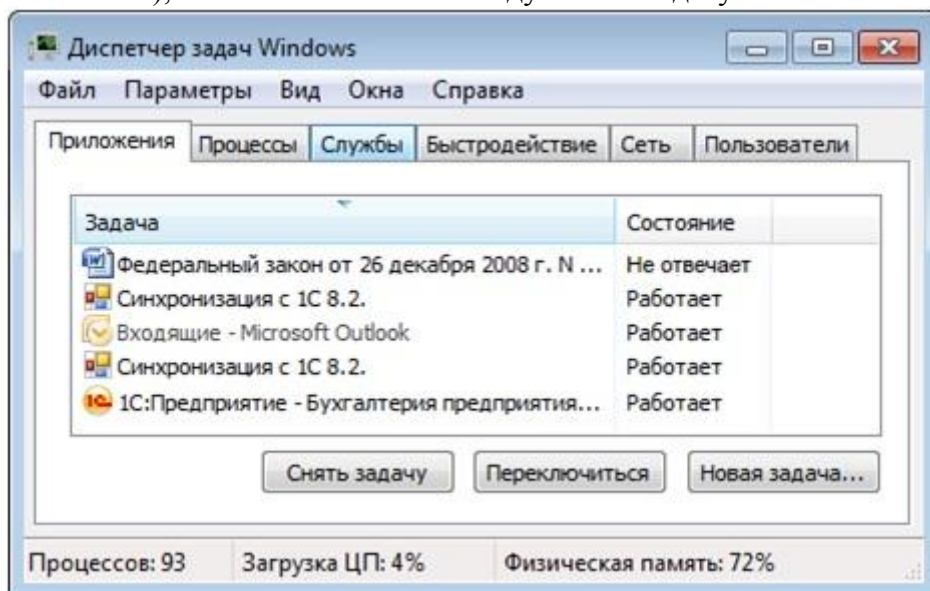 Диспетчер задач Windows
Файл Параметры Вид Окна Справка
Приложения Процессы Службы Быстродействие Сеть Пользователи
Задача Состояние
Федеральный закон от 26 декабря 2008 г. N ... Не отвечает
Синхронизация с 1С 8.2. Работает
Входящие - Microsoft Outlook Работает
Синхронизация с 1С 8.2. Работает
1С:Предприятие - Бухгалтерия предприятия... Работает
Снять задачу Переключиться Новая задача...
Процессов: 93 Загрузка ЦП: 4% Физическая память: 72%